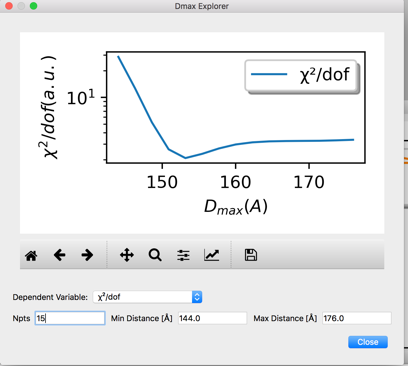 Dmax Explorer
χ²/dof
χ²/dof(a.u.)
10¹
150 160 170
Dmax(A)
Dependent Variable: χ²/dof
Npts 15 Min Distance [Å] 144.0 Max Distance [Å] 176.0
Close